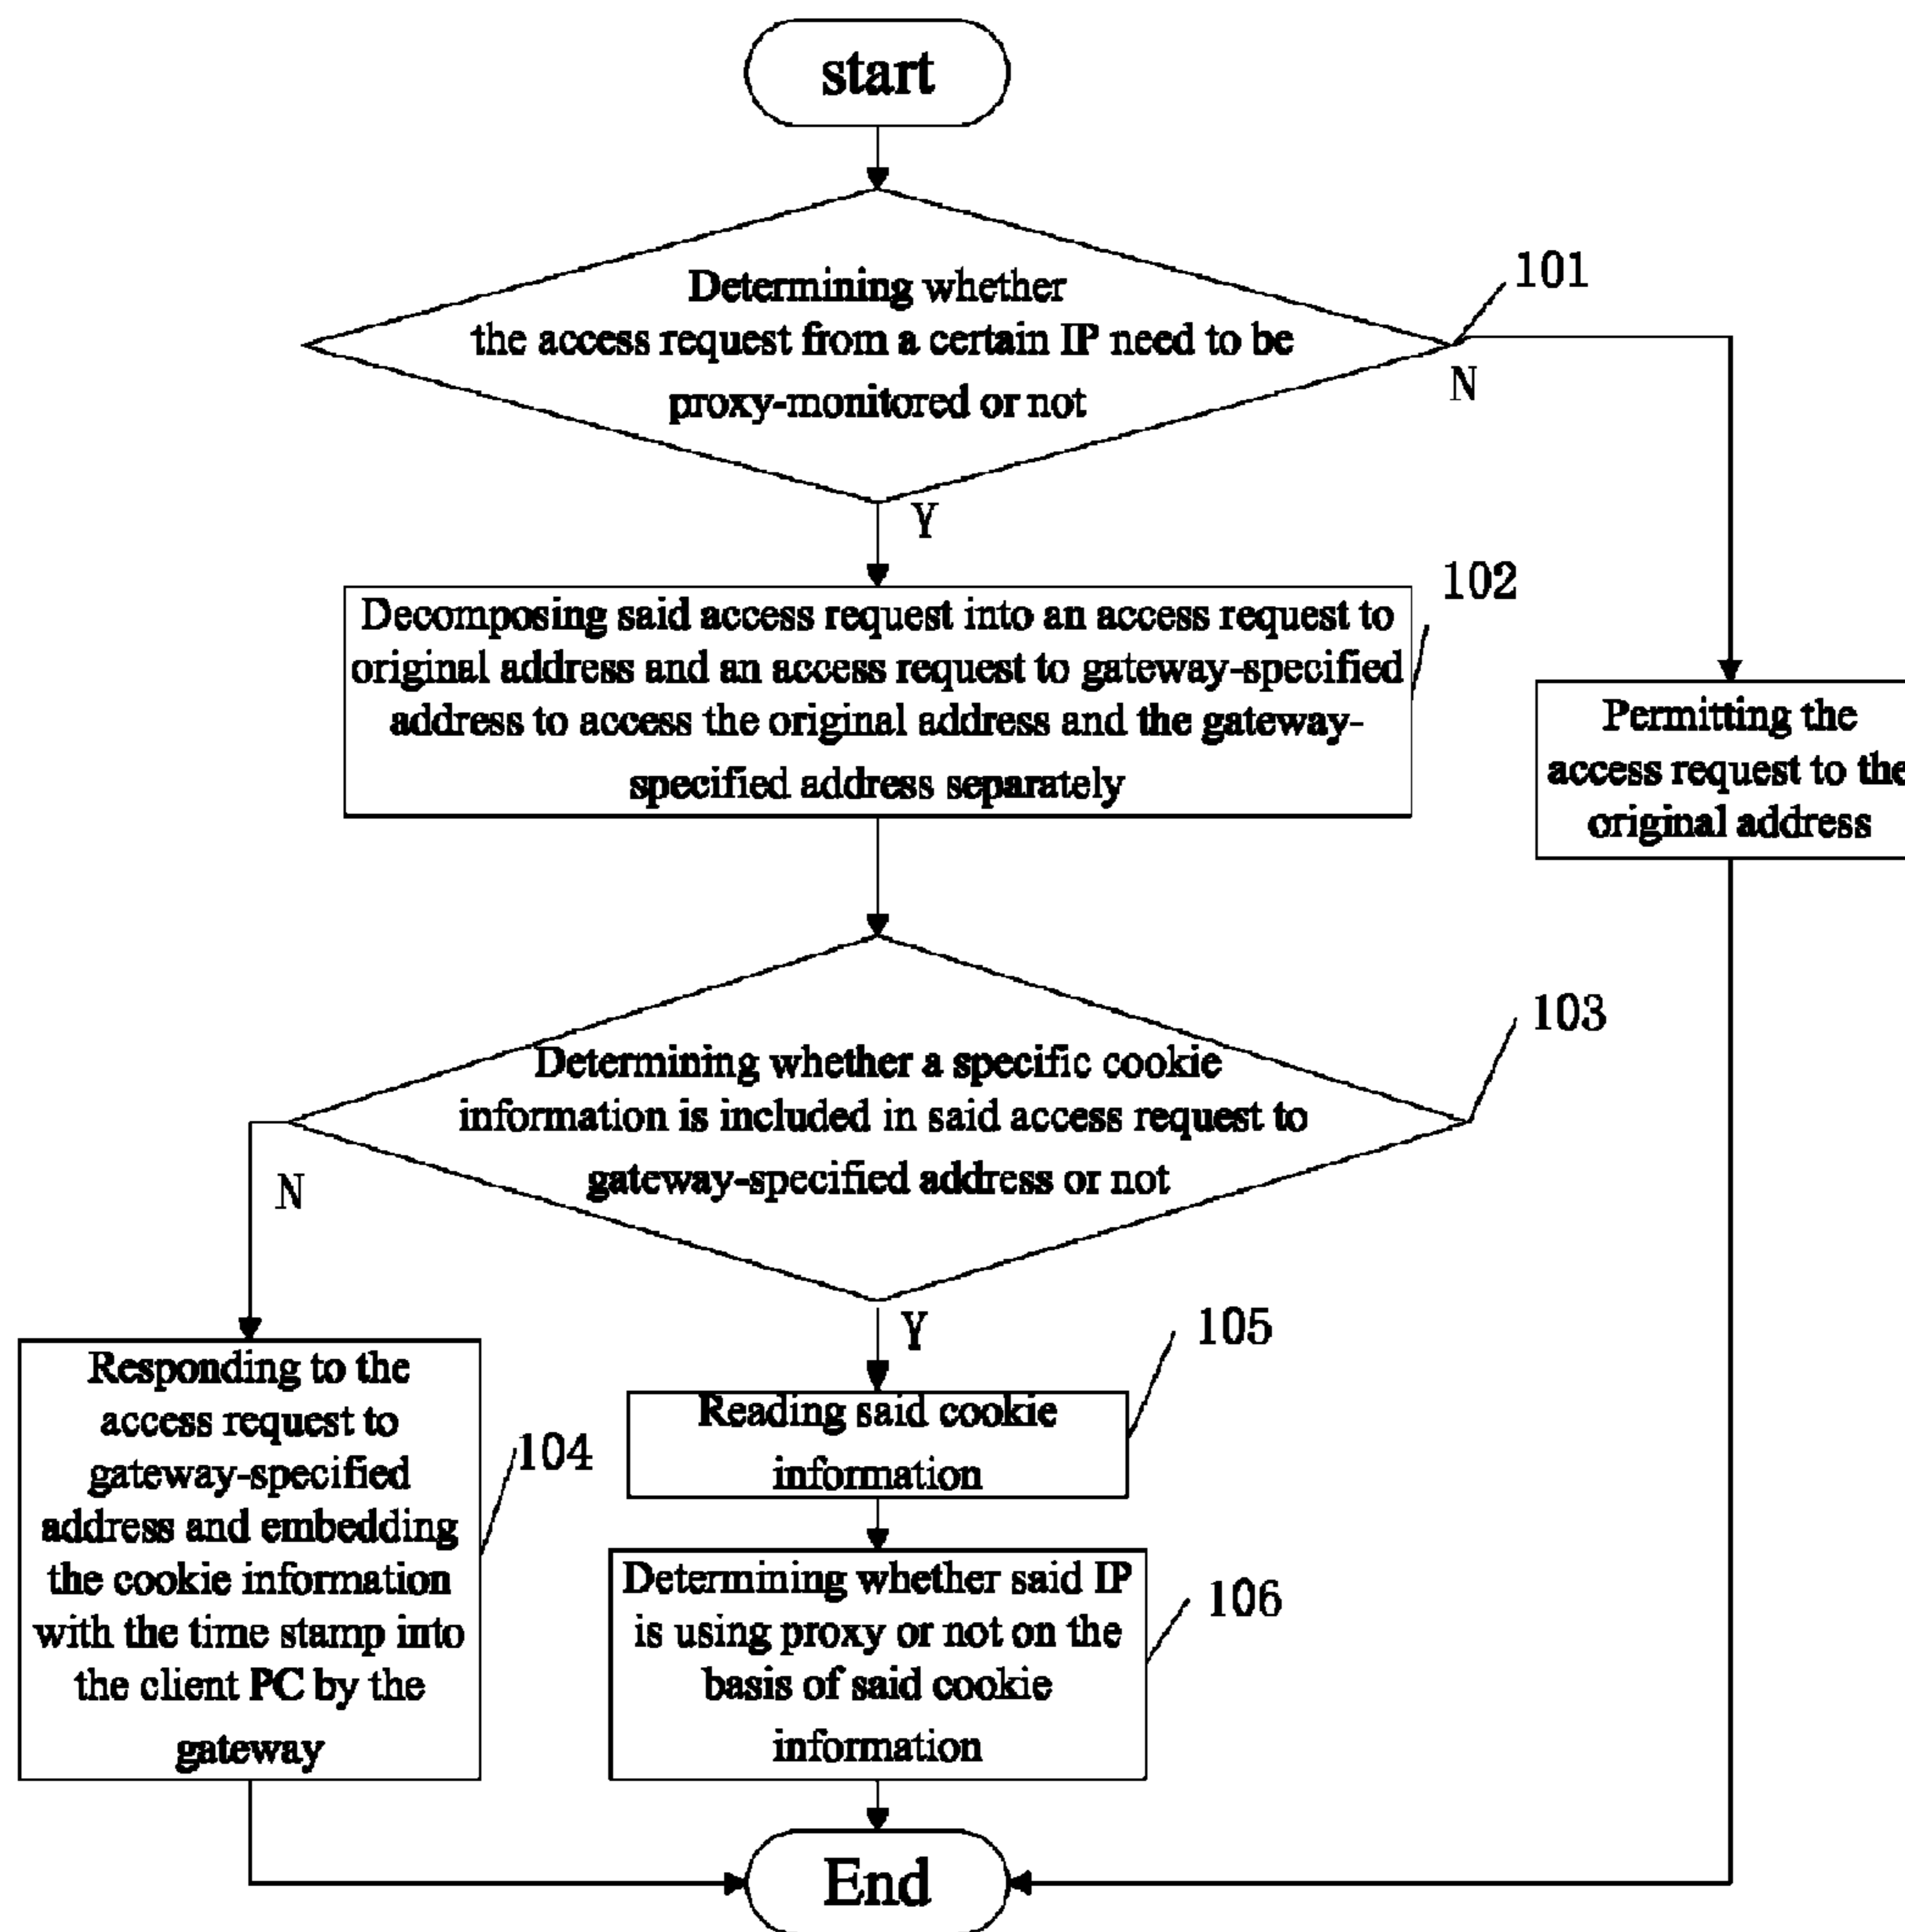 start
Determining whether
the access request from a certain IP need to be
proxy-monitored or not
101
N
Y
102
Decomposing said access request into an access request to
original address and an access request to gateway-specified
address to access the original address and the gateway-
specified address separately
Permitting the
access request to the
original address
103
Determining whether a specific cookie
information is included in said access request to
gateway-specified address or not
N
Y
105
Responding to the
access request to
gateway-specified
address and embedding
the cookie information
with the time stamp into
the client PC by the
gateway
104
Reading said cookie
information
Determining whether said IP
is using proxy or not on the
basis of said cookie
information
106
End